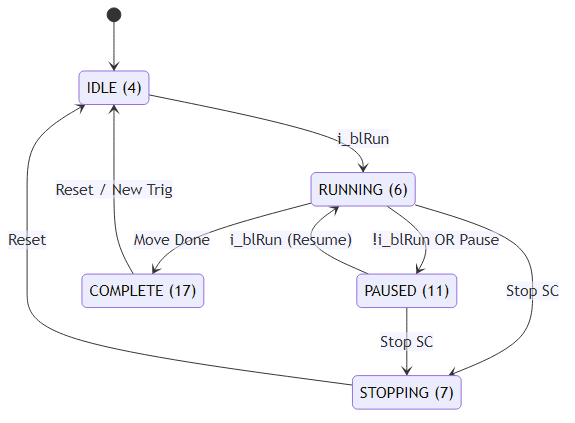 IDLE (4)
i_blRun
Reset / New Trig
RUNNING (6)
Reset
Move Done
i_blRun (Resume)
!i_blRun OR Pause
COMPLETE (17)
PAUSED (11)
Stop SC
Stop SC
STOPPING (7)